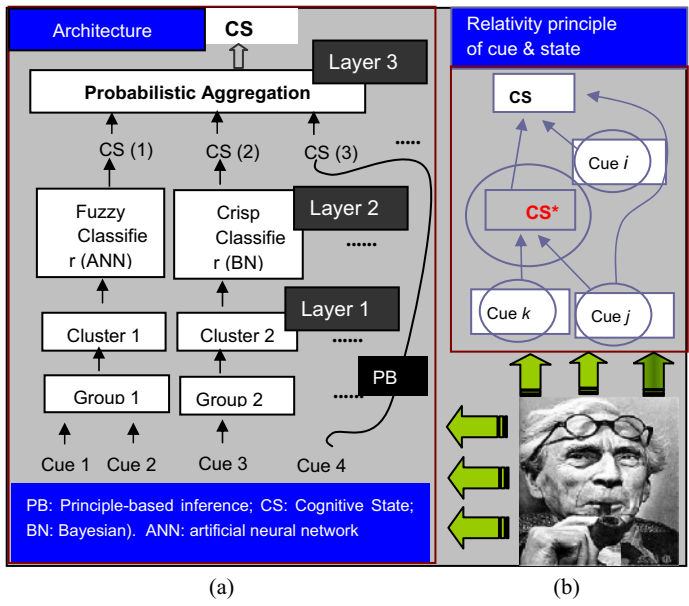 Architecture
CS
Layer 3
Probabilistic Aggregation
CS (1)
CS (2)
CS (3)
.....
Fuzzy
Classifie
r (ANN)
Crisp
Classifie
r (BN)
Layer 2
......
Layer 1
Cluster 1
Cluster 2
......
PB
Group 1
Group 2
......
Cue 1
Cue 2
Cue 3
Cue 4
PB: Principle-based inference; CS: Cognitive State;
BN: Bayesian). ANN: artificial neural network
(a)
Relativity principle
of cue & state
CS
Cue i
CS*
Cue k
Cue j
(b)